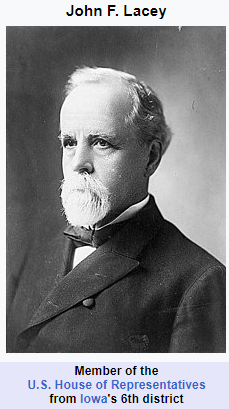 John F. Lacey
Member of the
U.S. House of Representatives
from Iowa's 6th district